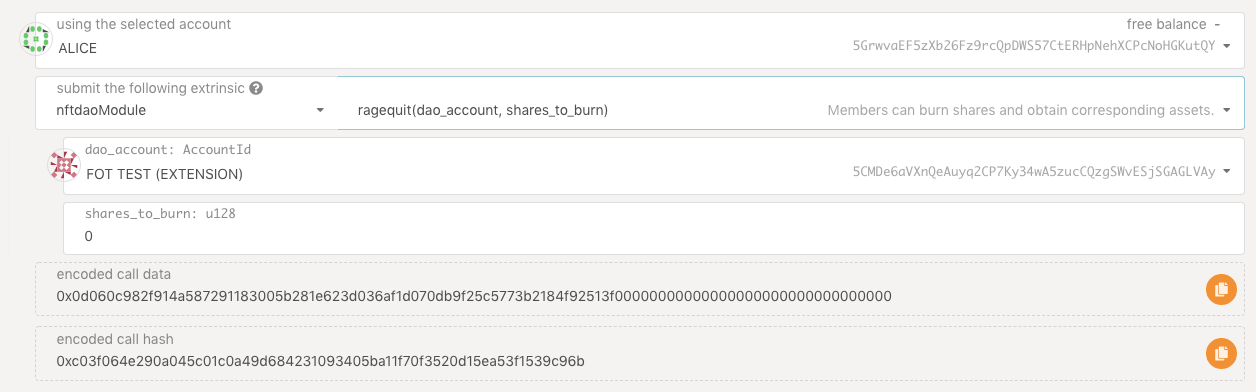 using the selected account
free balance -
ALICE
5GrwvaEF5zXb26Fz9rcQpDWS57CtERHpNehXCPcNoHGKutQY
submit the following extrinsic ?
nftdaoModule
ragequit(dao_account, shares_to_burn)
Members can burn shares and obtain corresponding assets.
dao_account: AccountId
FOT TEST (EXTENSION)
5CMDe6aVXnQeAuyq2CP7Ky34wA5zucCQzgSWvESjSGAGLVAy
shares_to_burn: u128
0
encoded call data
0x0d060c982f914a587291183005b281e623d036af1d070db9f25c5773b2184f92513f00000000000000000000000000000000
encoded call hash
0xc03f064e290a045c01c0a49d684231093405ba11f70f3520d15ea53f1539c96b